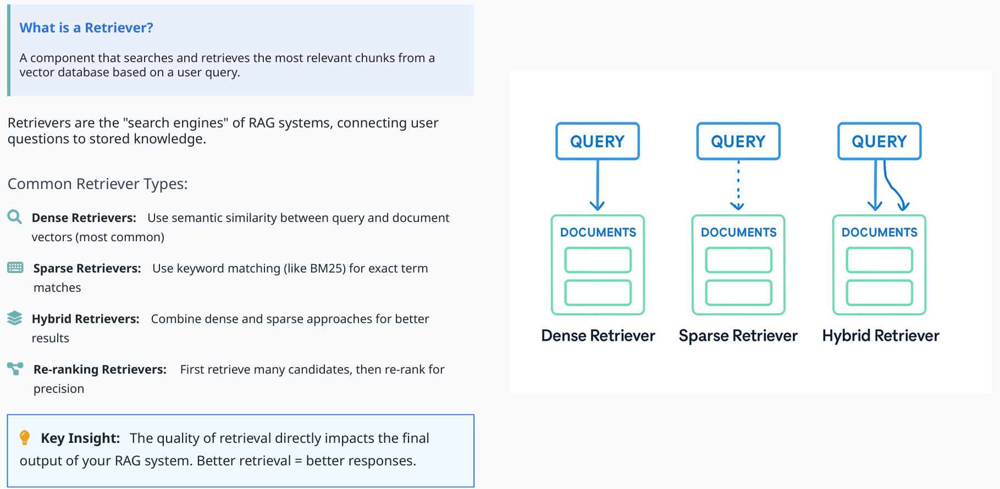 What is a Retriever?
A component that searches and retrieves the most relevant chunks from a
vector database based on a user query.
Retrievers are the "search engines" of RAG systems, connecting user
questions to stored knowledge.
Common Retriever Types:
Dense Retrievers: Use semantic similarity between query and document
vectors (most common)
Sparse Retrievers: Use keyword matching (like BM25) for exact term
matches
Hybrid Retrievers: Combine dense and sparse approaches for better
results
Re-ranking Retrievers: First retrieve many candidates, then re-rank for
precision
Key Insight: The quality of retrieval directly impacts the final
output of your RAG system. Better retrieval = better responses.
QUERY QUERY QUERY
DOCUMENTS DOCUMENTS DOCUMENTS
Dense Retriever Sparse Retriever Hybrid Retriever